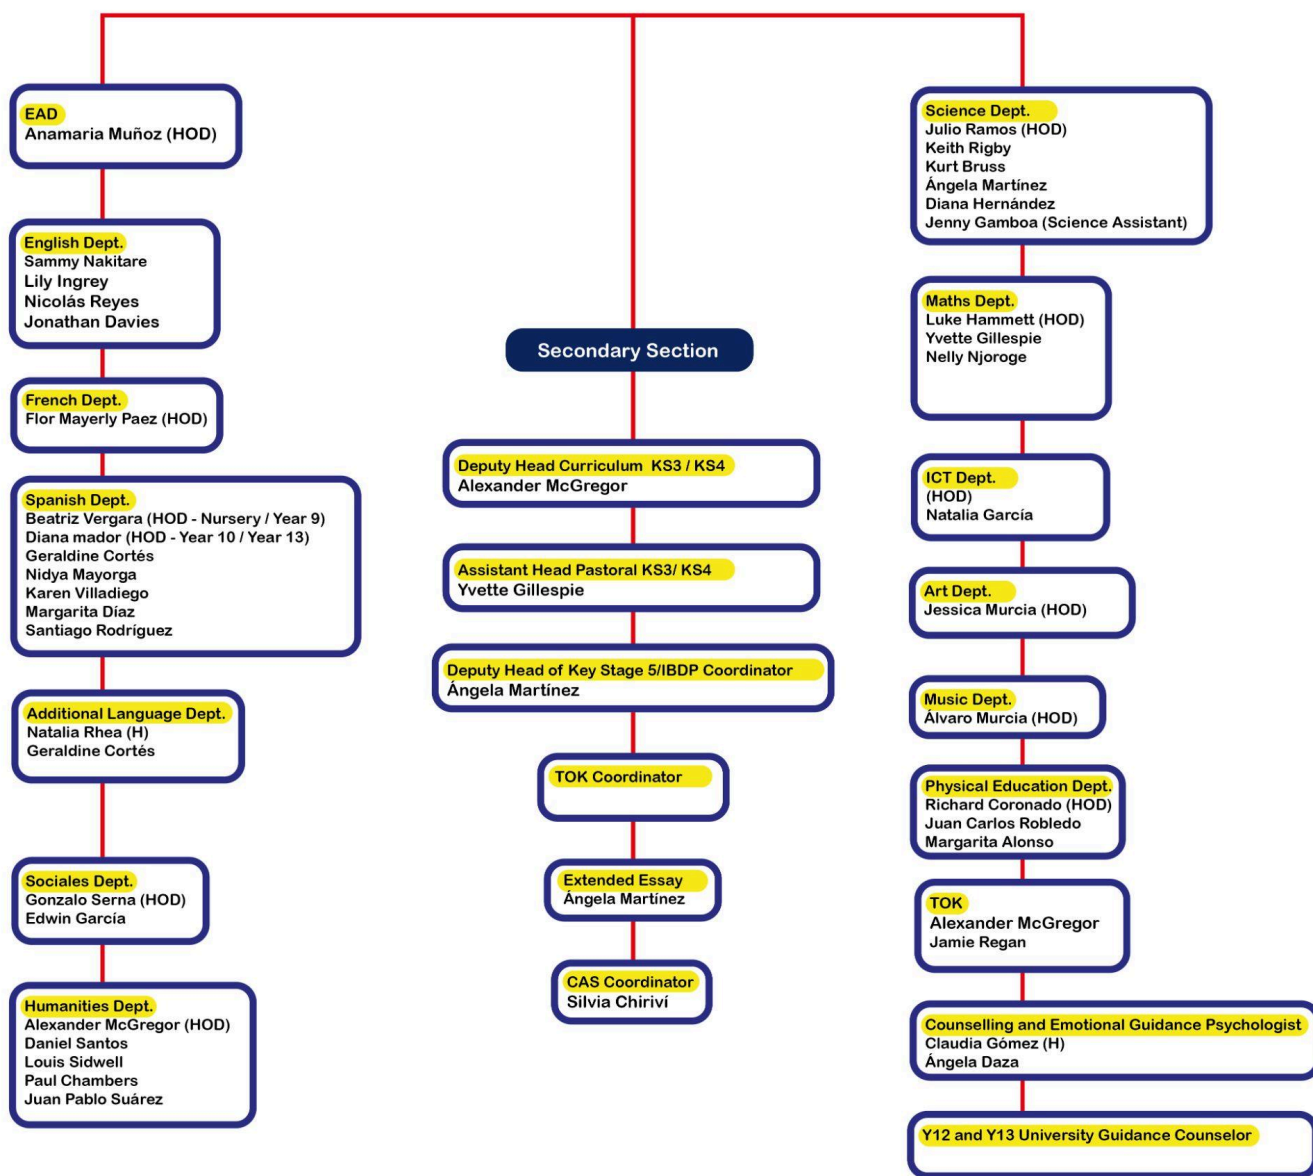 EAD
Anamaria Muñoz (HOD)
English Dept.
Sammy Nakitare
Lily Ingrey
Nicolás Reyes
Jonathan Davies
French Dept.
Flor Mayerly Paez (HOD)
Spanish Dept.
Beatriz Vergara (HOD - Nursery / Year 9)
Diana mador (HOD - Year 10 / Year 13)
Geraldine Cortés
Nidya Mayorga
Karen Villadiego
Margarita Díaz
Santiago Rodríguez
Additional Language Dept.
Natalia Rhea (H)
Geraldine Cortés
Sociales Dept.
Gonzalo Serna (HOD)
Edwin García
Humanities Dept.
Alexander McGregor (HOD)
Daniel Santos
Louis Sidwell
Paul Chambers
Juan Pablo Suárez
Secondary Section
Deputy Head Curriculum KS3 / KS4
Alexander McGregor
Assistant Head Pastoral KS3/ KS4
Yvette Gillespie
Deputy Head of Key Stage 5/IBDP Coordinator
Ángela Martínez
TOK Coordinator
Extended Essay
Ángela Martínez
CAS Coordinator
Silvia Chiriví
Science Dept.
Julio Ramos (HOD)
Keith Rigby
Kurt Bruss
Ángela Martínez
Diana Hernández
Jenny Gamboa (Science Assistant)
Maths Dept.
Luke Hammett (HOD)
Yvette Gillespie
Nelly Njoroge
ICT Dept.
(HOD)
Natalia García
Art Dept.
Jessica Murcia (HOD)
Music Dept.
Álvaro Murcia (HOD)
Physical Education Dept.
Richard Coronado (HOD)
Juan Carlos Robledo
Margarita Alonso
TOK
Alexander McGregor
Jamie Regan
Counselling and Emotional Guidance Psychologist
Claudia Gómez (H)
Ángela Daza
Y12 and Y13 University Guidance Counselor